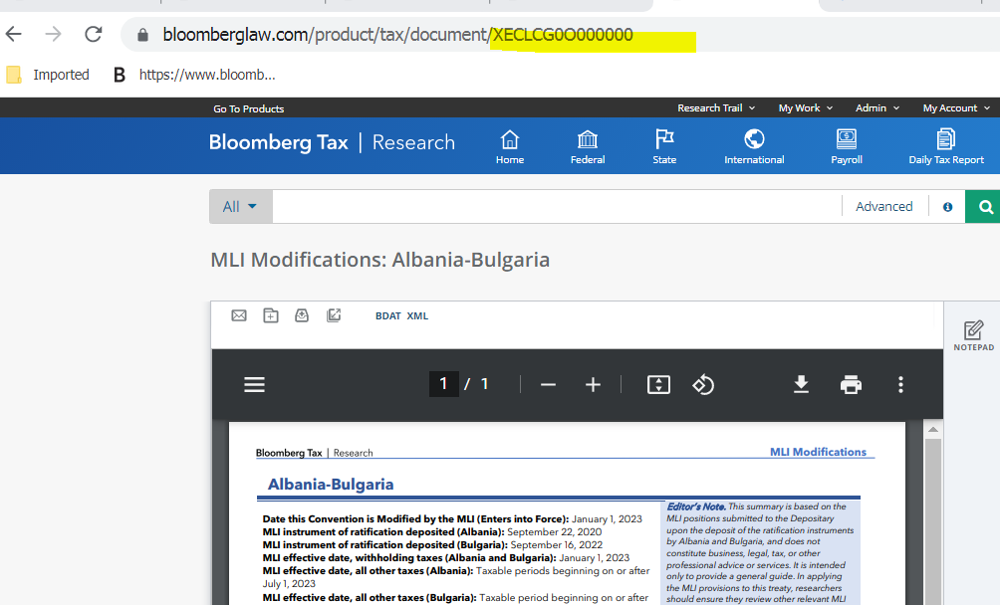 bloomberglaw.com/product/tax/document/XECLCG0O000000
Imported B https://www.bloomb...
Go To Products Research Trail My Work Admin My Account
Bloomberg Tax | Research Home Federal State International Payroll Daily Tax Report
All Advanced
MLI Modifications: Albania-Bulgaria
BDAT XML
NOTEPAD
1 / 1
Bloomberg Tax | Research MLI Modifications
Albania-Bulgaria
Date this Convention is Modified by the MLI (Enters into Force): January 1, 2023
MLI instrument of ratification deposited (Albania): September 22, 2020
MLI instrument of ratification deposited (Bulgaria): September 16, 2022
MLI effective date, withholding taxes (Albania and Bulgaria): January 1, 2023
MLI effective date, all other taxes (Albania): Taxable periods beginning on or after
July 1, 2023
MLI effective date, all other taxes (Bulgaria): Taxable period beginning on or after
Editor's Note. This summary is based on the
MLI positions submitted to the Depositary
upon the deposit of the ratification instruments
by Albania and Bulgaria, and does not
constitute business, legal, tax, or other
professional advice or services. It is intended
only to provide a general guide. In applying
the MLI provisions to this treaty, researchers
should ensure they review other relevant MLI